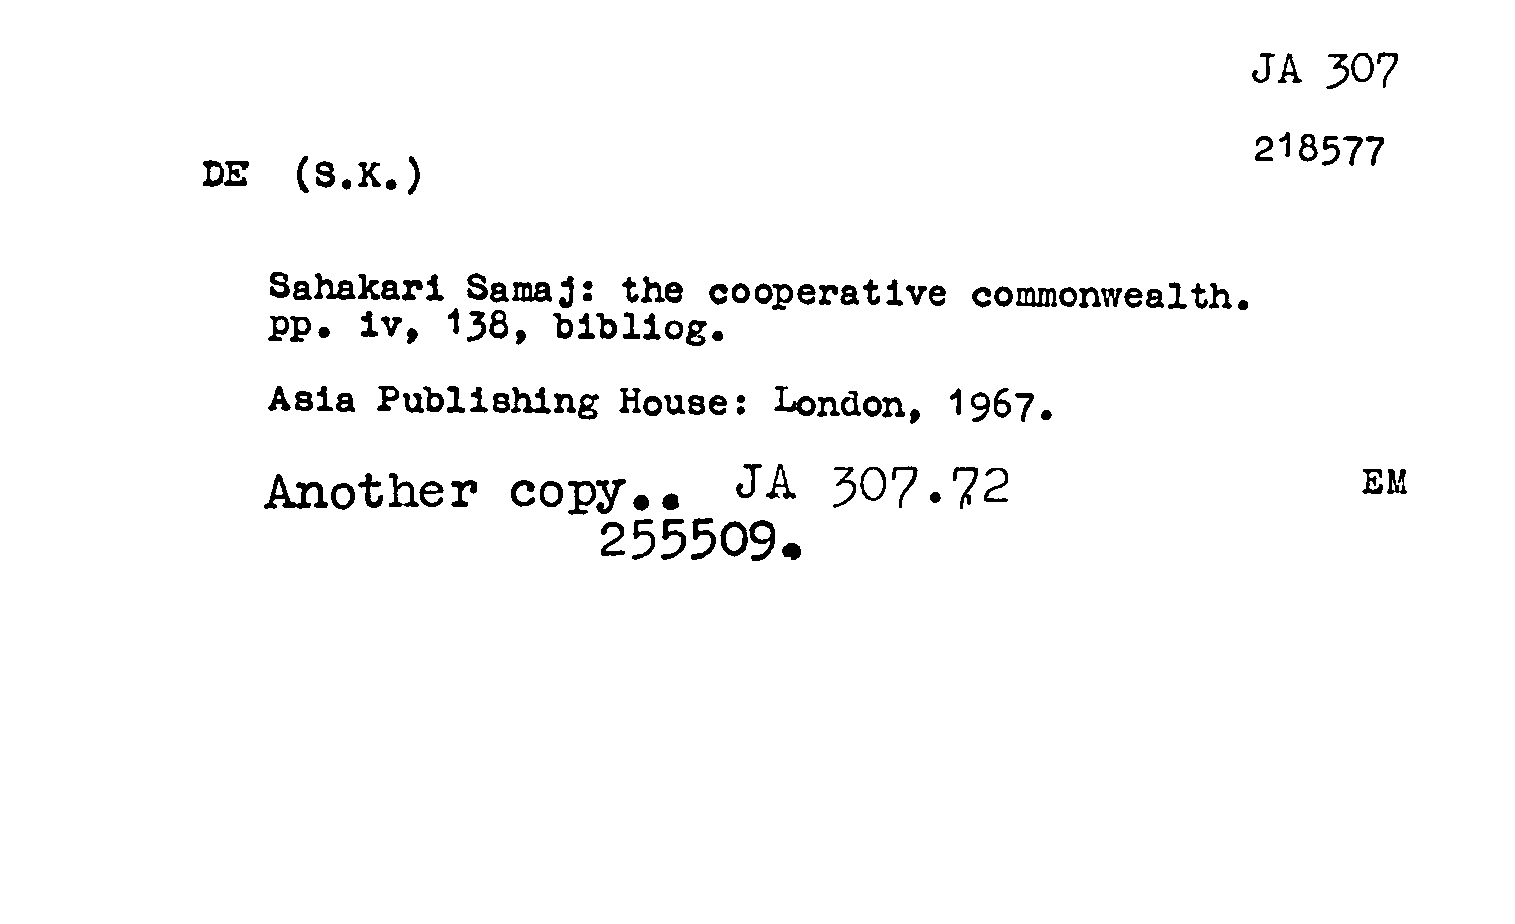 JA 307
218577
DE (S.K.)
Sahakari Samaj: the cooperative commonwealth.
pp. iv, 138, bibliog.
Asia Publishing House: London, 1967.
Another copy.. JA 307.72 EM
255509.